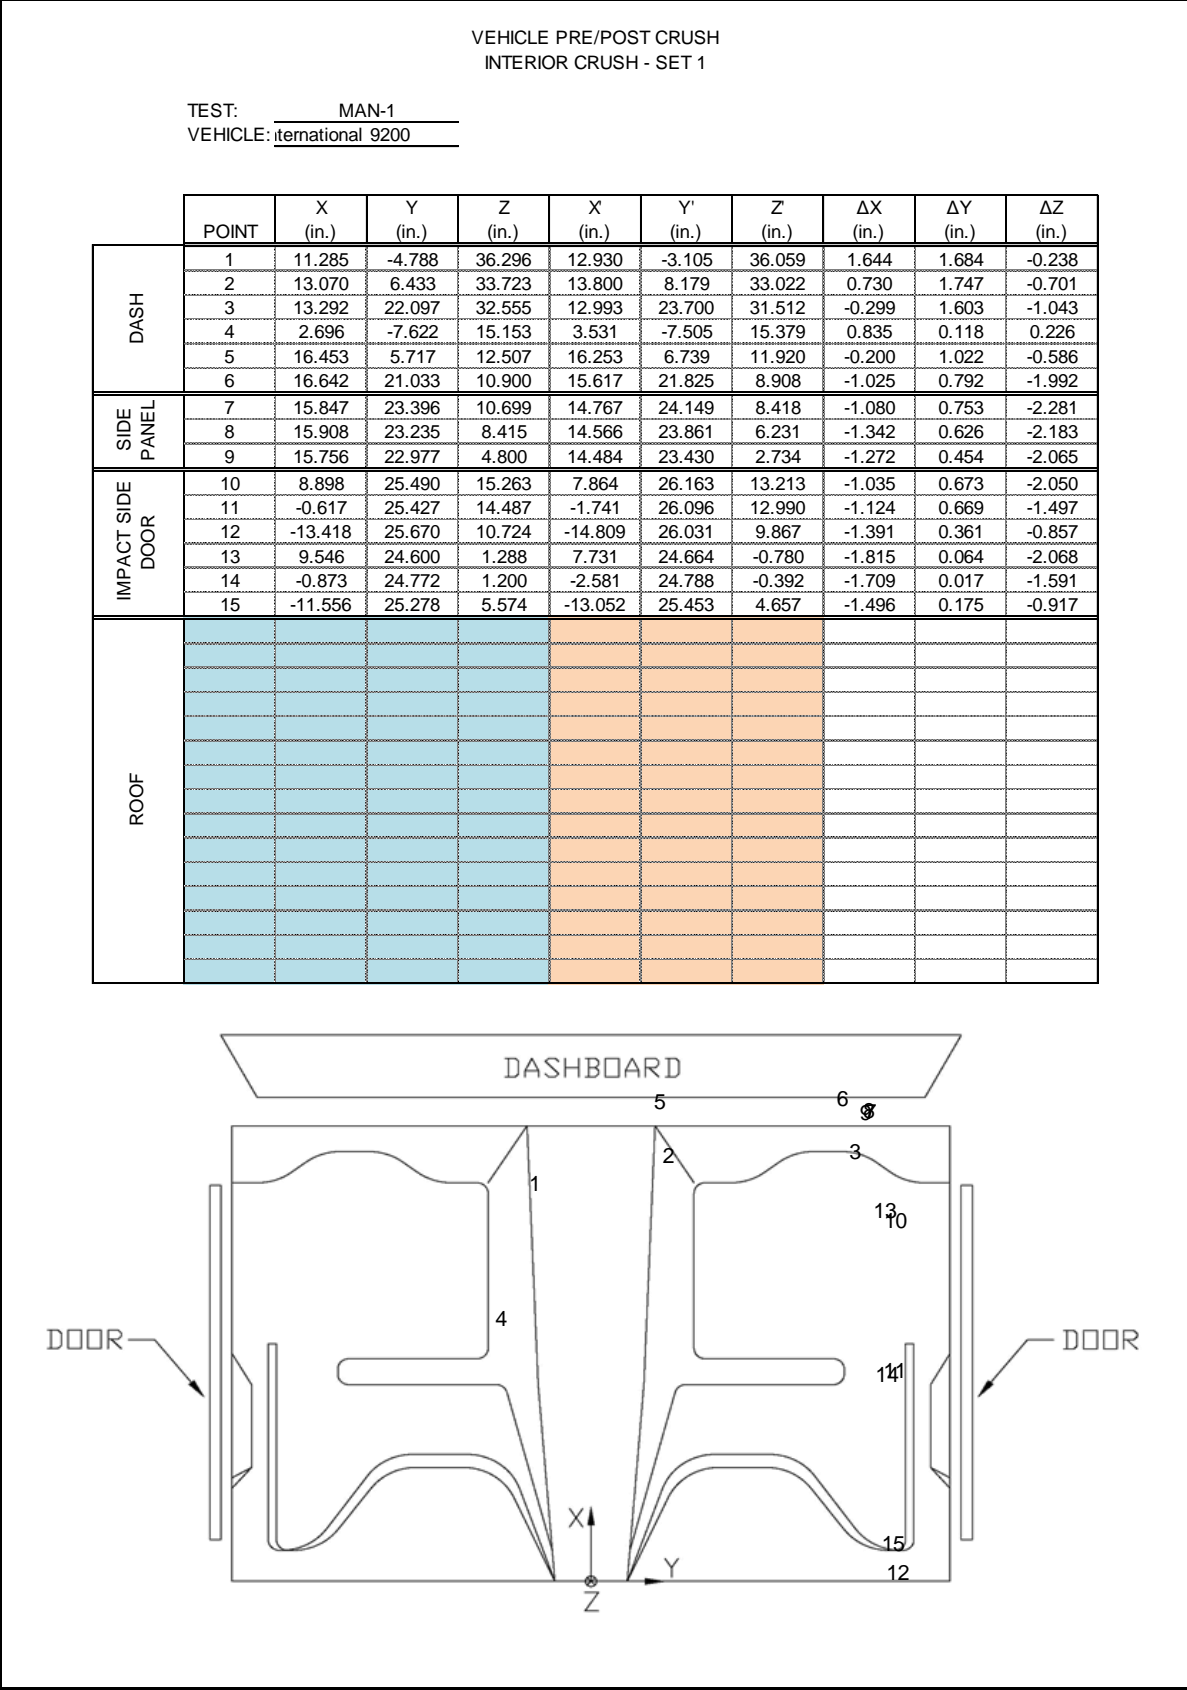 VEHICLE PRE/POST CRUSH
INTERIOR CRUSH - SET 1
TEST: MAN-1
VEHICLE: ternational 9200
POINT X (in.) Y (in.) Z (in.) X' (in.) Y' (in.) Z' (in.) ΔX (in.) ΔY (in.) ΔZ (in.)
DASH
1 11.285 -4.788 36.296 12.930 -3.105 36.059 1.644 1.684 -0.238
2 13.070 6.433 33.723 13.800 8.179 33.022 0.730 1.747 -0.701
3 13.292 22.097 32.555 12.993 23.700 31.512 -0.299 1.603 -1.043
4 2.696 -7.622 15.153 3.531 -7.505 15.379 0.835 0.118 0.226
5 16.453 5.717 12.507 16.253 6.739 11.920 -0.200 1.022 -0.586
6 16.642 21.033 10.900 15.617 21.825 8.908 -1.025 0.792 -1.992
SIDE PANEL
7 15.847 23.396 10.699 14.767 24.149 8.418 -1.080 0.753 -2.281
8 15.908 23.235 8.415 14.566 23.861 6.231 -1.342 0.626 -2.183
9 15.756 22.977 4.800 14.484 23.430 2.734 -1.272 0.454 -2.065
IMPACT SIDE DOOR
10 8.898 25.490 15.263 7.864 26.163 13.213 -1.035 0.673 -2.050
11 -0.617 25.427 14.487 -1.741 26.096 12.990 -1.124 0.669 -1.497
12 -13.418 25.670 10.724 -14.809 26.031 9.867 -1.391 0.361 -0.857
13 9.546 24.600 1.288 7.731 24.664 -0.780 -1.815 0.064 -2.068
14 -0.873 24.772 1.200 -2.581 24.788 -0.392 -1.709 0.017 -1.591
15 -11.556 25.278 5.574 -13.052 25.453 4.657 -1.496 0.175 -0.917
ROOF
DASHBOARD
5
6
9
8
7
2
3
1
13
10
4
DOOR
DOOR
14
11
15
12
X
Y
Z